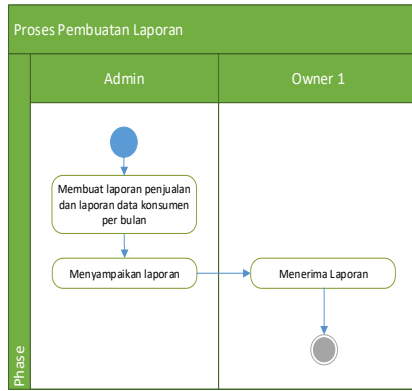 Proses Pembuatan Laporan
Admin
Owner 1
Membuat laporan penjualan
dan laporan data konsumen
per bulan
Menyampaikan laporan
Menerima Laporan
Phase